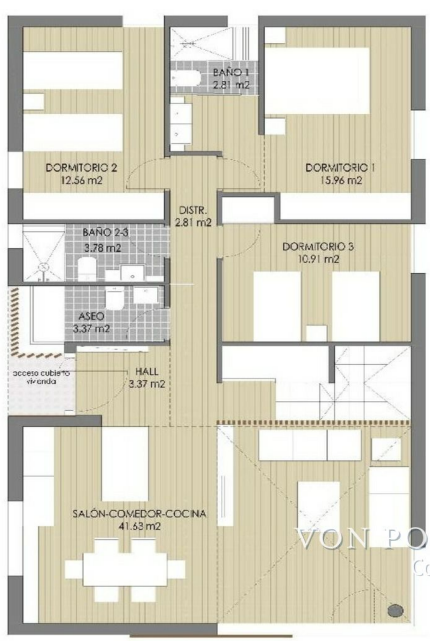 BAÑO 1
2.81 m2
DORMITORIO 2
12.56 m2
DORMITORIO 1
15.96 m2
DISTR.
2.81 m2
BAÑO 2-3
3.78 m2
DORMITORIO 3
10.91 m2
ASEO
3.37 m2
acceso cubierto
vivienda
HALL
3.37 m2
SALÓN-COMEDOR-COCINA
41.63 m2
VON PO
Co